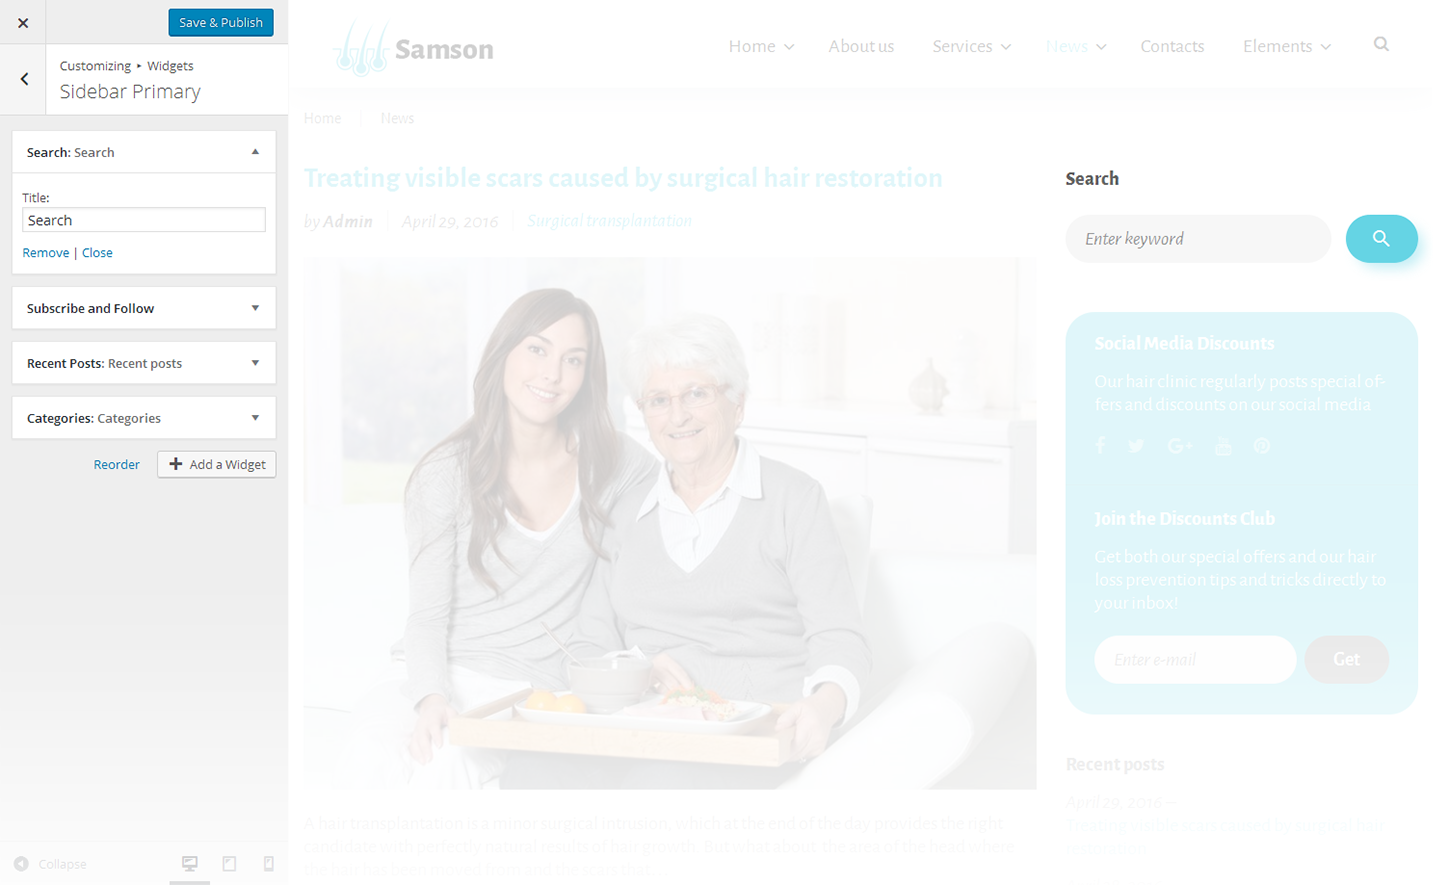 Save & Publish
Customizing ▸ Widgets
Sidebar Primary
Search: Search
Title:
Search
Remove | Close
Subscribe and Follow
Recent Posts: Recent posts
Categories: Categories
Reorder
Add a Widget
Collapse
Samson
Home
About us
Services
News
Contacts
Elements
Home
News
Treating visible scars caused by surgical hair restoration
by Admin
April 29, 2016
Surgical transplantation
A hair transplantation is a minor surgical intrusion, which at the end of the day provides the right
candidate with perfectly natural results of hair growth. But what about the area of the head where
the hair has been moved from and the scars that
Search
Enter keyword
Social Media Discounts
Our hair clinic regularly posts special of-
fers and discounts on our social media
Join the Discounts Club
Get both our special offers and our hair
loss prevention tips and tricks directly to
your inbox!
Enter e-mail
Get
Recent posts
April 29, 2016 –
Treating visible scars caused by surgical hair
restoration